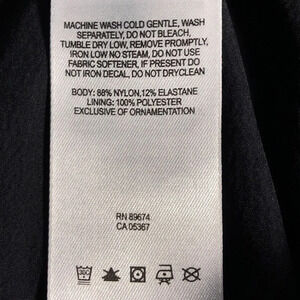 MACHINE WASH COLD GENTLE, WASH
SEPARATELY, DO NOT BLEACH,
TUMBLE DRY LOW, REMOVE PROMPTLY,
IRON LOW NO STEAM, DO NOT USE
FABRIC SOFTENER, IF PRESENT DO
NOT IRON DECAL, DO NOT DRYCLEAN
BODY: 88% NYLON,12% ELASTANE
LINING: 100% POLYESTER
EXCLUSIVE OF ORNAMENTATION
RN 89674
CA 05367